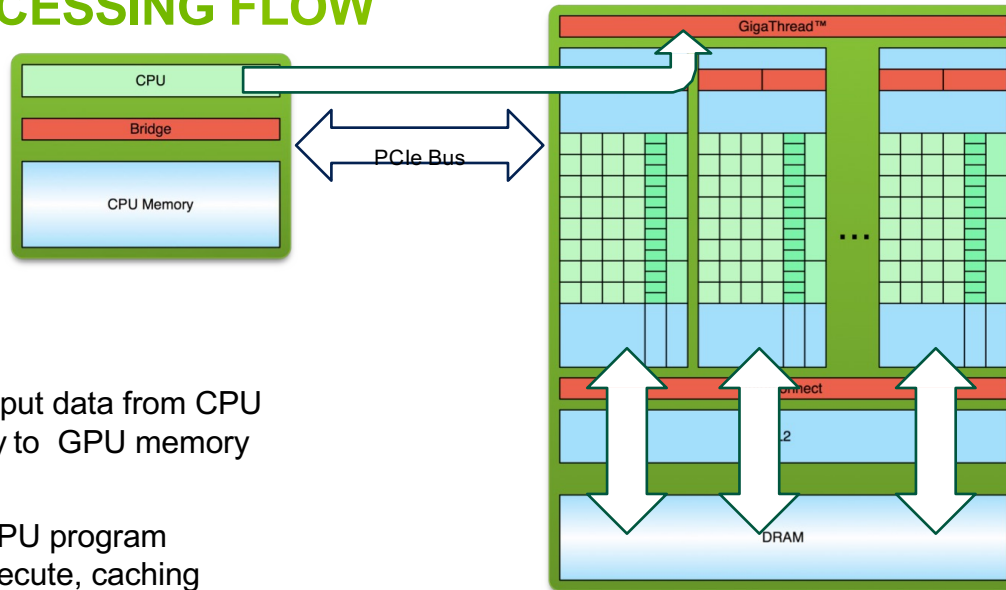 CESSING FLOW
GigaThread™
CPU
Bridge
PCIe Bus
CPU Memory
...
put data from CPU
to GPU memory
nnect
L2
PU program
ecute, caching
DRAM